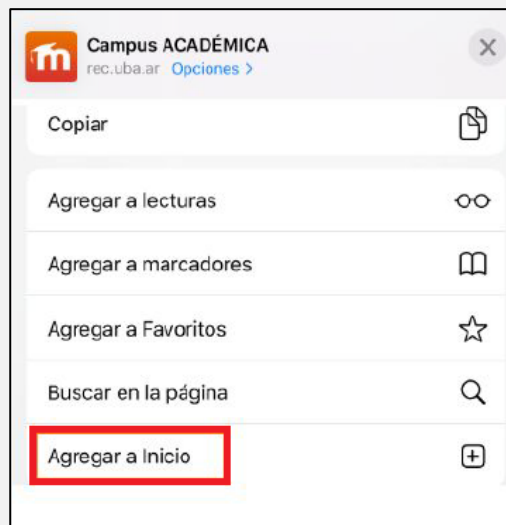 Campus ACADÉMICA
rec.uba.ar Opciones >
Copiar
Agregar a lecturas
Agregar a marcadores
Agregar a Favoritos
Buscar en la página
Agregar a Inicio